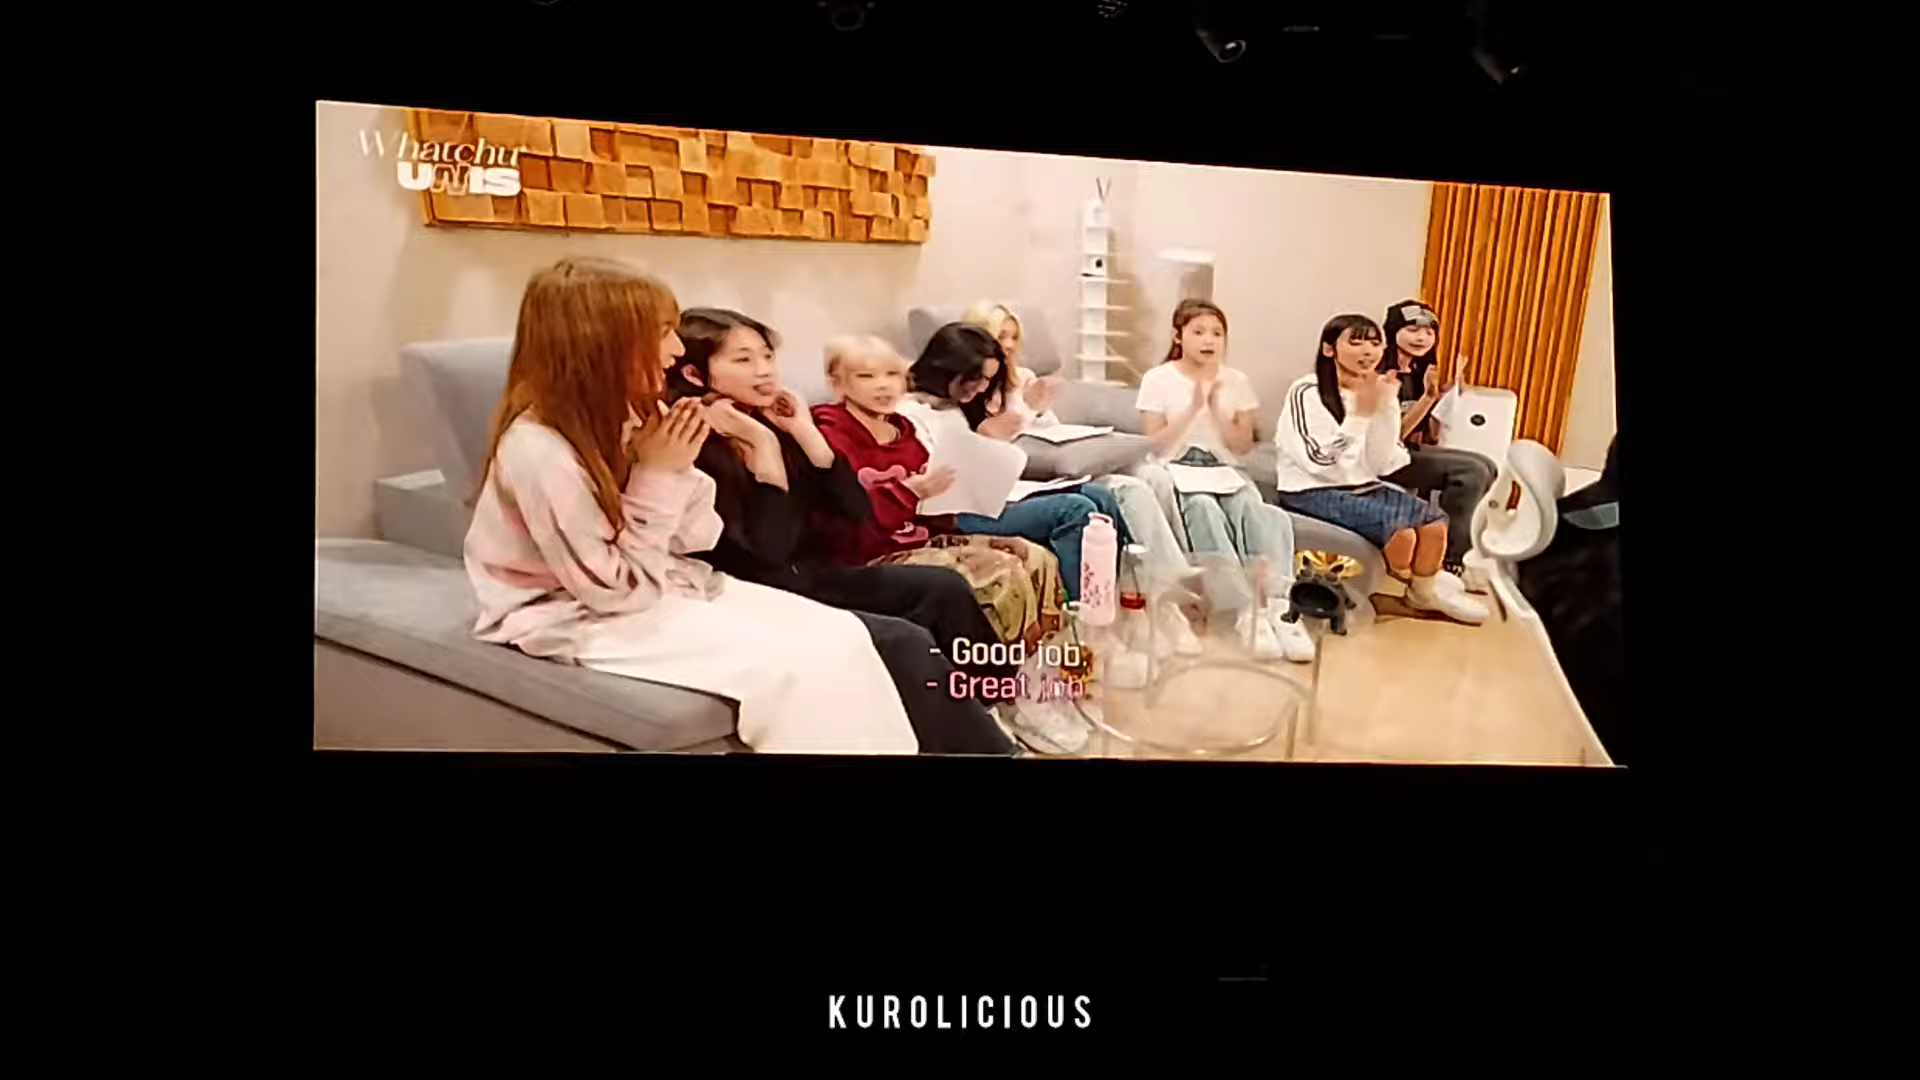 Whatchu
UNIS
- Good job.
- Great job.
KUROLICIOUS